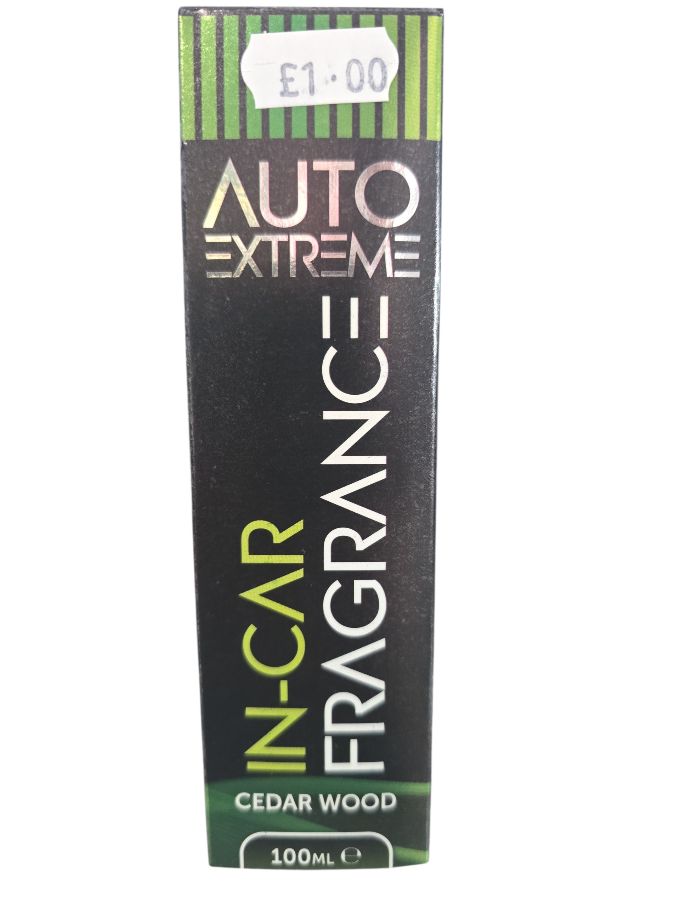 £1.00
AUTO
EXTREME
IN-CAR
FRAGRANCE
CEDAR WOOD
100ML ℮